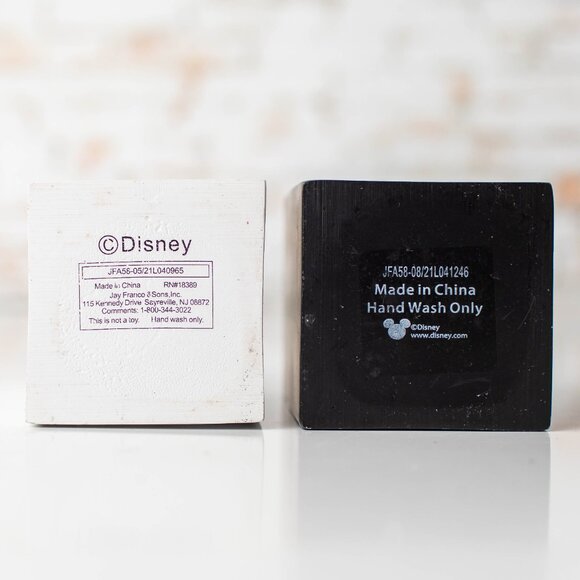 ©Disney
JFA58-05/21L040965
Made in China RN#18389
Jay Franco & Sons, Inc.
115 Kennedy Drive Sayreville, NJ 08872
Comments: 1-800-344-3022
This is not a toy. Hand wash only.
JFA58-08/21L041246
Made in China
Hand Wash Only
©Disney
www.disney.com